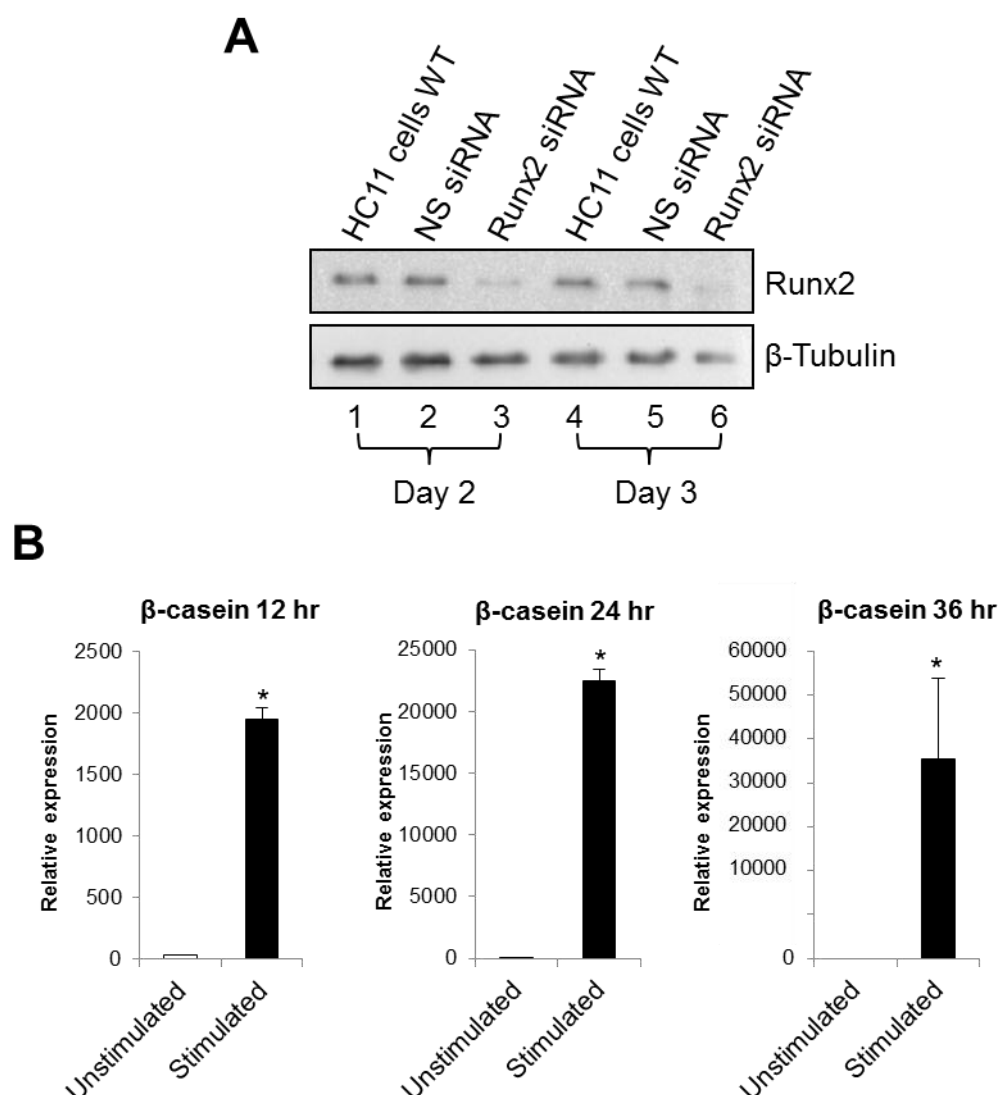 A
HC11 cells WT
NS siRNA
Runx2 siRNA
HC11 cells WT
NS siRNA
Runx2 siRNA
Runx2
β-Tubulin
1 2 3 4 5 6
Day 2 Day 3
B
β-casein 12 hr
Relative expression
2500
2000
1500
1000
500
0
*
Unstimulated
Stimulated
β-casein 24 hr
Relative expression
25000
20000
15000
10000
5000
0
*
Unstimulated
Stimulated
β-casein 36 hr
Relative expression
60000
50000
40000
30000
20000
10000
0
*
Unstimulated
Stimulated